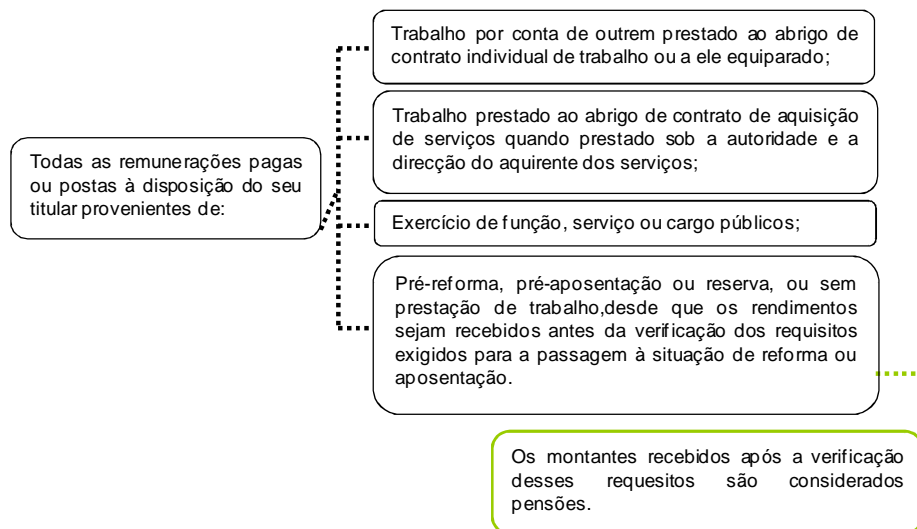 Trabalho por conta de outrem prestado ao abrigo de
contrato individual de trabalho ou a ele equiparado;
Trabalho prestado ao abrigo de contrato de aquisição
de serviços quando prestado sob a autoridade e a
direcção do aquirente dos serviços;
Todas as remunerações pagas
ou postas à disposição do seu
titular provenientes de:
Exercício de função, serviço ou cargo públicos;
Pré-reforma, pré-aposentação ou reserva, ou sem
prestação de trabalho,desde que os rendimentos
sejam recebidos antes da verificação dos requisitos
exigidos para a passagem à situação de reforma ou
aposentação.
Os montantes recebidos após a verificação
desses requesitos são considerados
pensões.